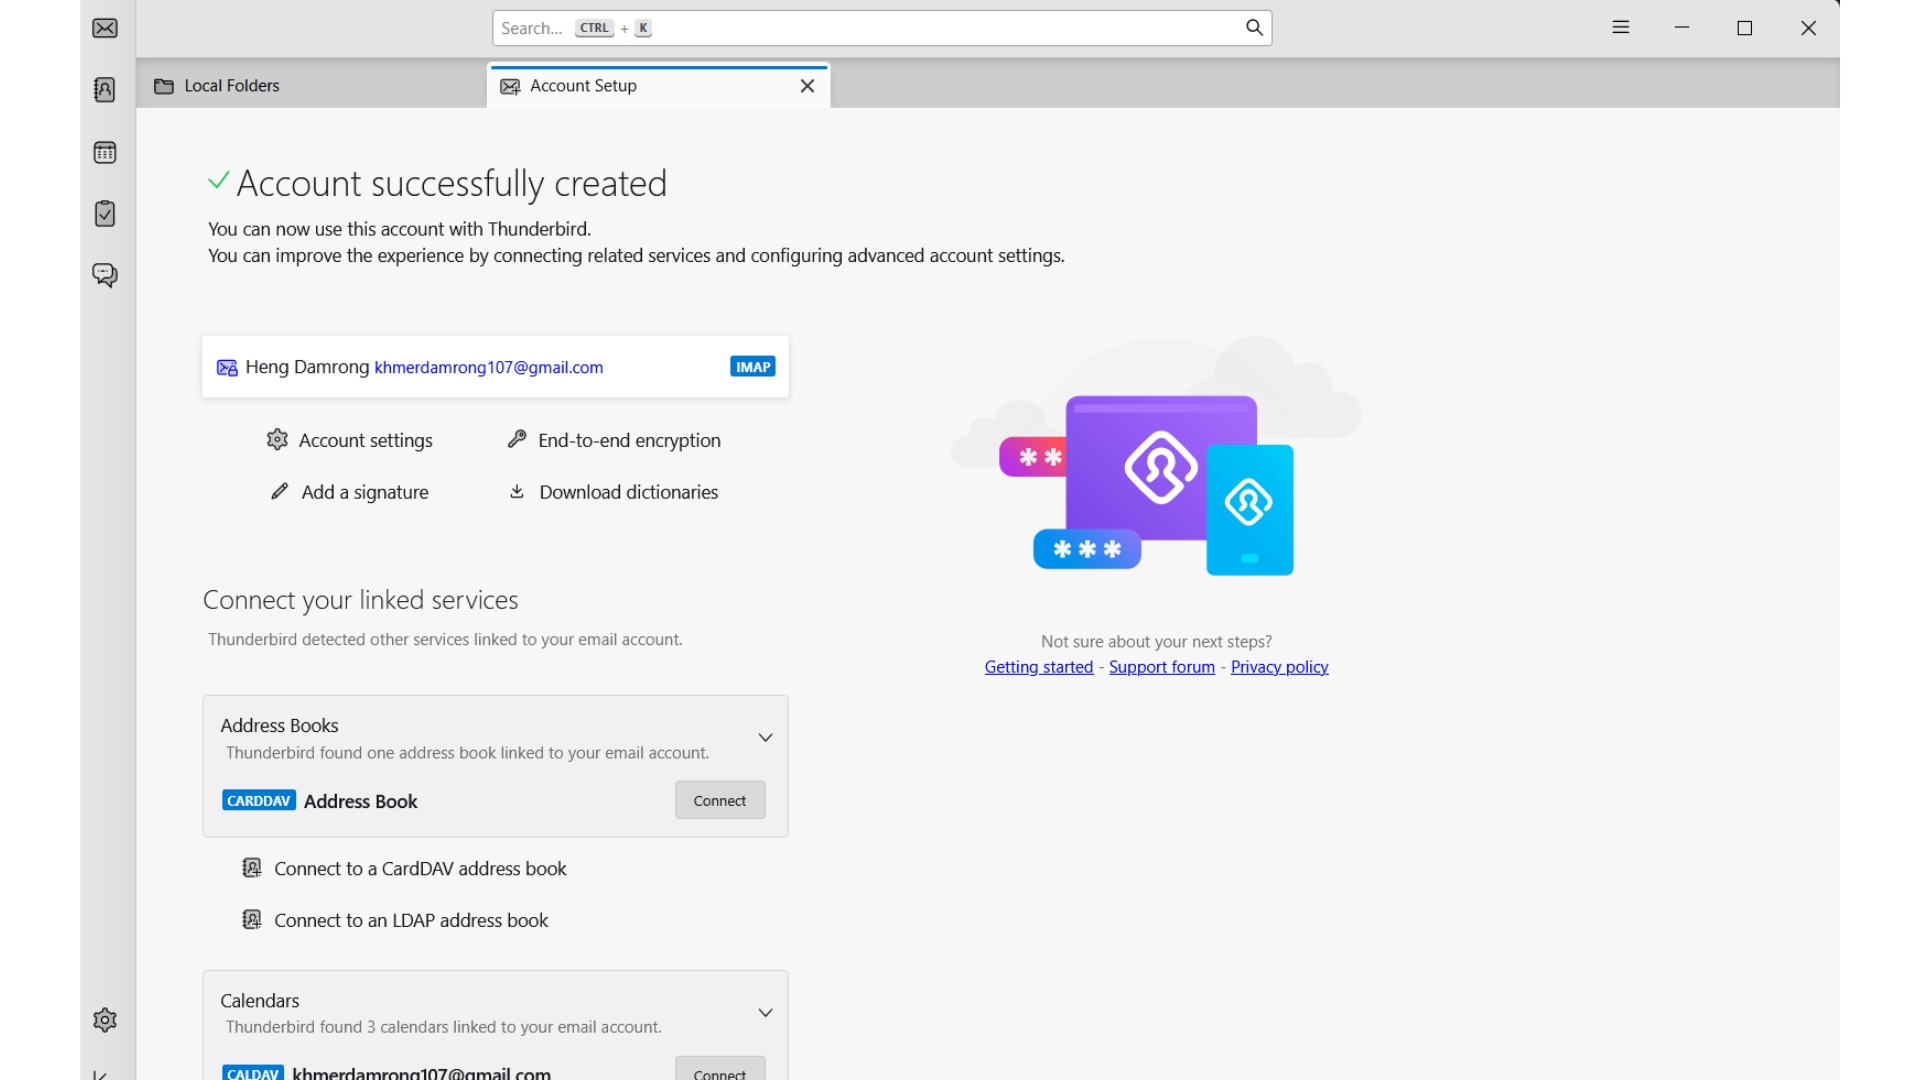 Search... CTRL + K
Local Folders
Account Setup
Account successfully created
You can now use this account with Thunderbird.
You can improve the experience by connecting related services and configuring advanced account settings.
Heng Damrong khmerdamrong107@gmail.com IMAP
Account settings
End-to-end encryption
Add a signature
Download dictionaries
***
***
Connect your linked services
Thunderbird detected other services linked to your email account.
Not sure about your next steps?
Getting started - Support forum - Privacy policy
Address Books
Thunderbird found one address book linked to your email account.
CARDDAV Address Book Connect
Connect to a CardDAV address book
Connect to an LDAP address book
Calendars
Thunderbird found 3 calendars linked to your email account.
CALDAV khmerdamrong107@gmail.com Connect